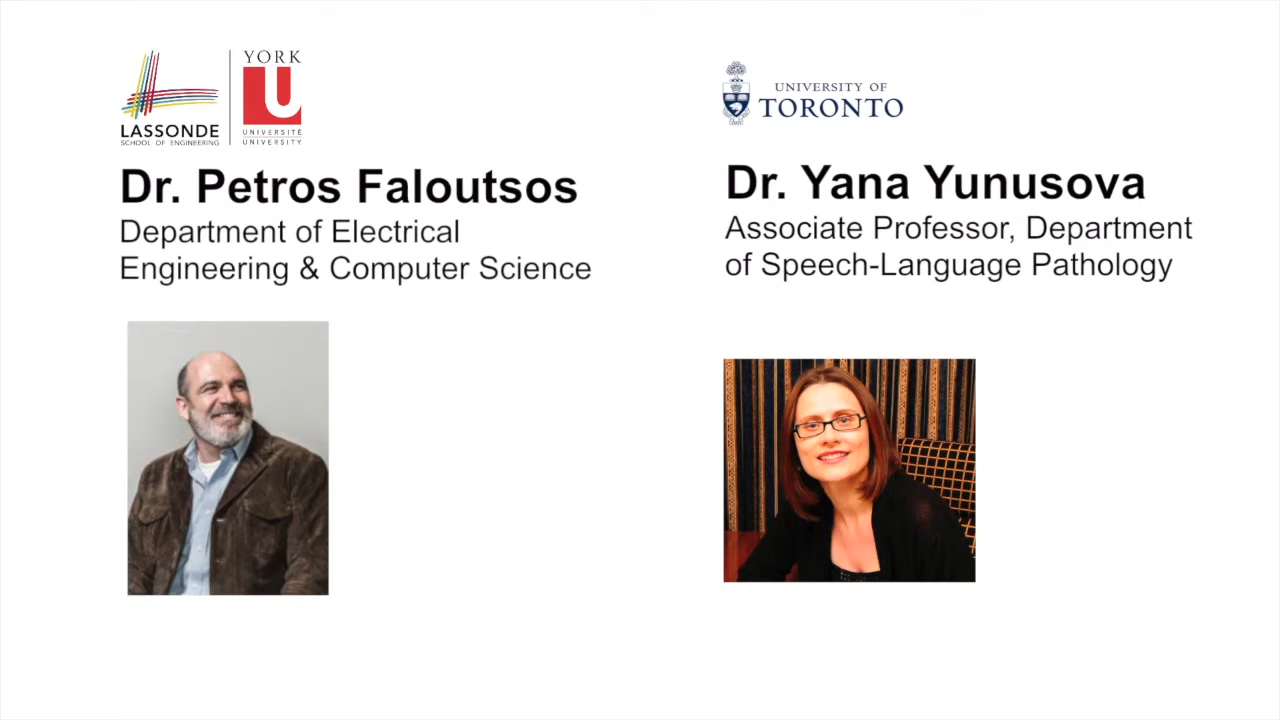 YORK
U
LASSONDE
SCHOOL OF ENGINEERING
UNIVERSITÉ
UNIVERSITY
Dr. Petros Faloutsos
Department of Electrical
Engineering & Computer Science
UNIVERSITY OF
TORONTO
Dr. Yana Yunusova
Associate Professor, Department
of Speech-Language Pathology